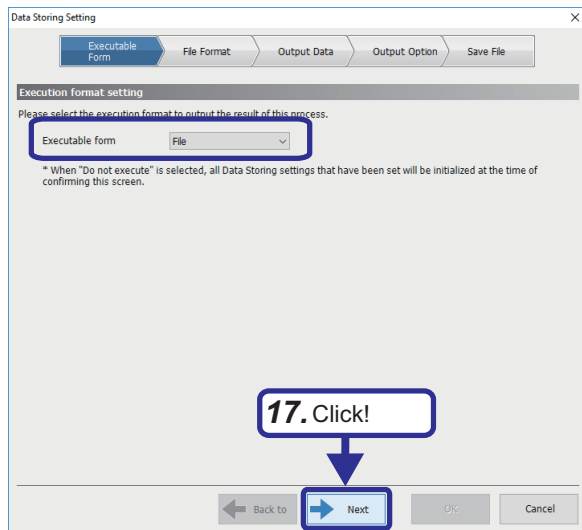 Data Storing Setting
Executable Form
File Format
Output Data
Output Option
Save File
Execution format setting
Please select the execution format to output the result of this process.
Executable form
File
* When "Do not execute" is selected, all Data Storing settings that have been set will be initialized at the time of
confirming this screen.
17. Click!
Back to
Next
OK
Cancel